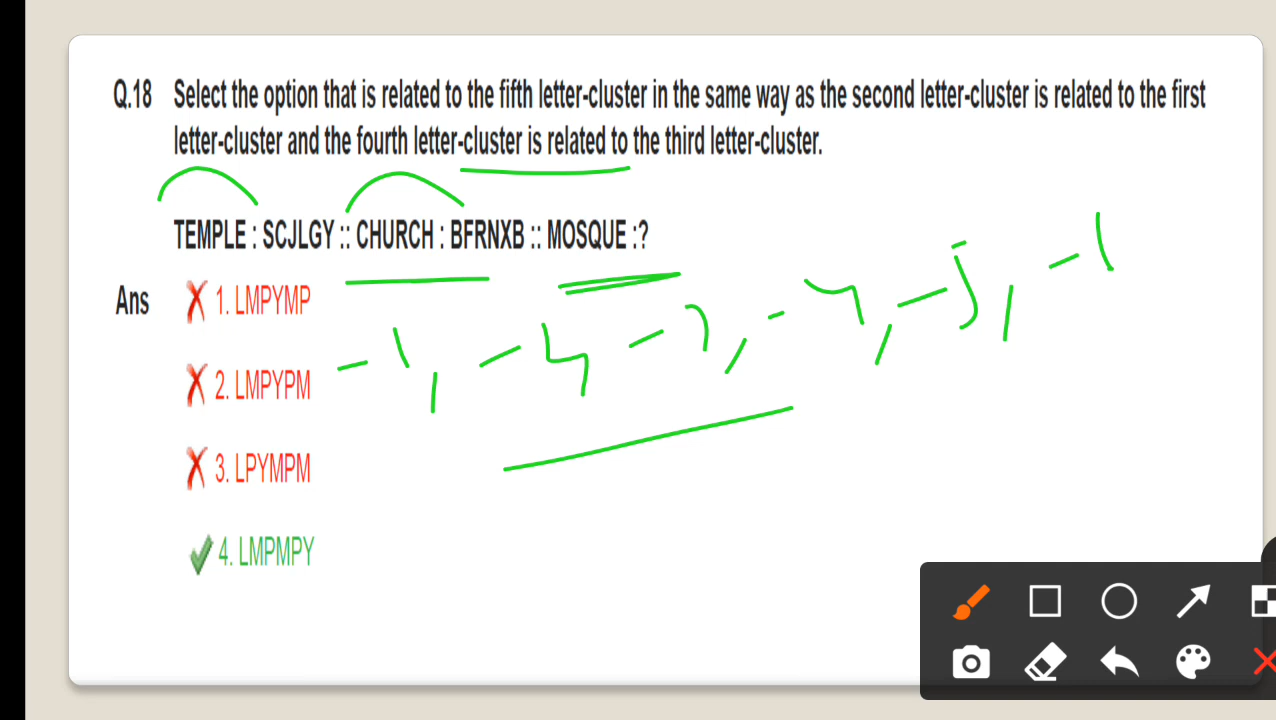 Q.18 Select the option that is related to the fifth letter-cluster in the same way as the second letter-cluster is related to the first
letter-cluster and the fourth letter-cluster is related to the third letter-cluster.
TEMPLE : SCJLGY :: CHURCH : BFRNXB :: MOSQUE :?
Ans 1. LMPYMP
2. LMPYPM
3. LPYMPM
4. LMPMPY